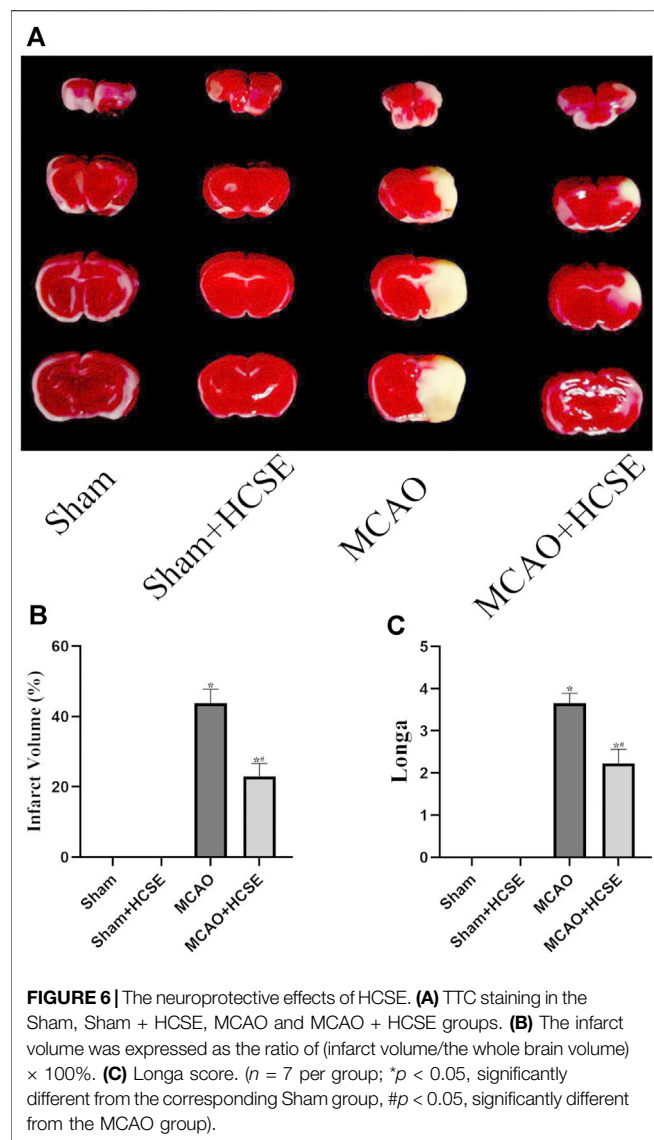 A
Sham
Sham+HCSE
MCAO
MCAO+HCSE
B
Infarct Volume (%)
60
40
20
0
*
*#
Sham
Sham+HCSE
MCAO
MCAO+HCSE
C
Longa
5
4
3
2
1
0
*
*#
Sham
Sham+HCSE
MCAO
MCAO+HCSE
FIGURE 6 | The neuroprotective effects of HCSE. (A) TTC staining in the
Sham, Sham + HCSE, MCAO and MCAO + HCSE groups. (B) The infarct
volume was expressed as the ratio of (infarct volume/the whole brain volume)
× 100%. (C) Longa score. (n = 7 per group; *p < 0.05, significantly
different from the corresponding Sham group, #p < 0.05, significantly different
from the MCAO group).